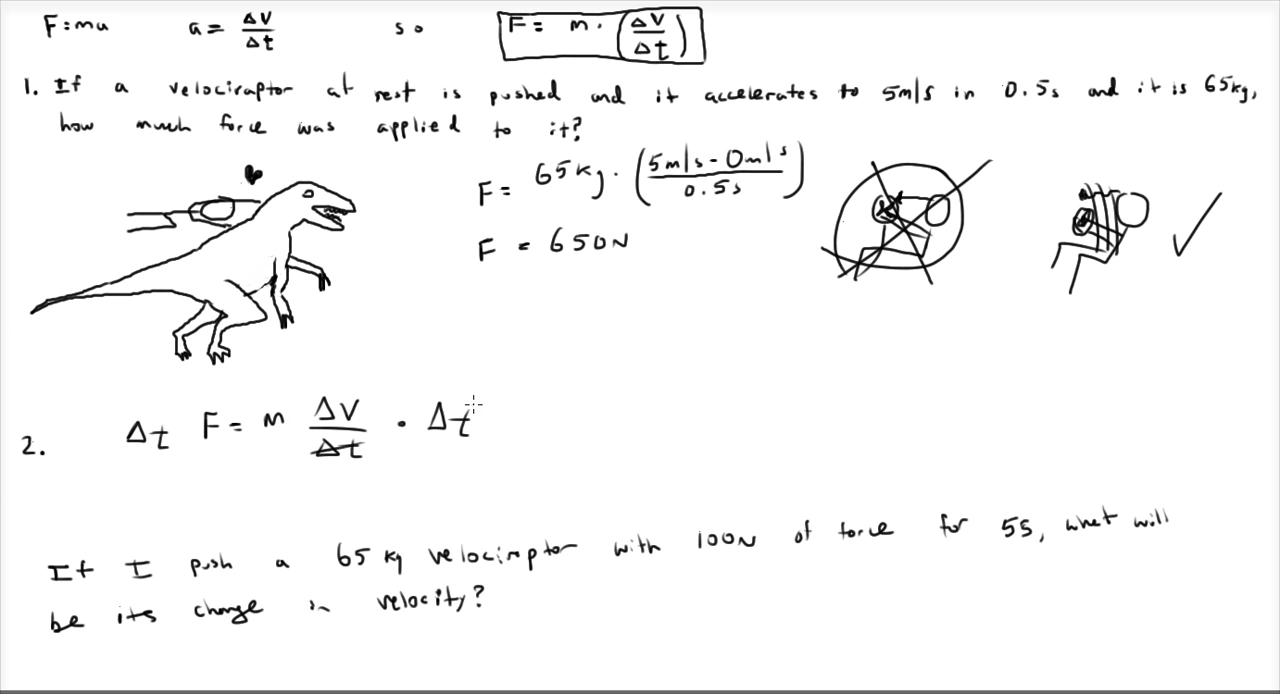 F=ma a = ΔV/Δt so F = m · (ΔV/Δt)
1. If a velociraptor at rest is pushed and it accelerates to 5m/s in 0.5s and it is 65kg,
how much force was applied to it?
F = 65kg · (5m/s - 0m/s / 0.5s)
F = 650N
2. Δt F = m ΔV/Δt · Δt
If I push a 65 kg velociraptor with 100N of force for 5s, what will
be its change in velocity?